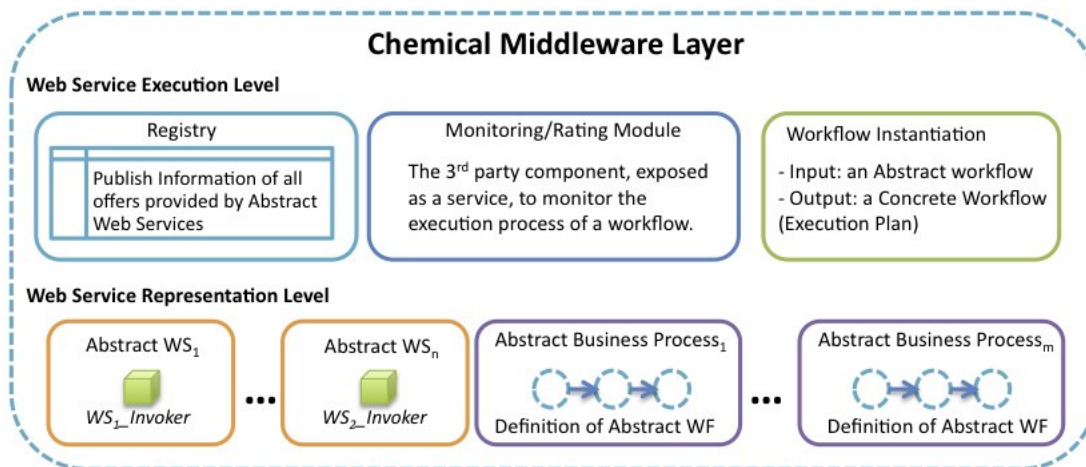 Chemical Middleware Layer
Web Service Execution Level
Registry
Publish Information of all
offers provided by Abstract
Web Services
Monitoring/Rating Module
The 3rd party component, exposed
as a service, to monitor the
execution process of a workflow.
Workflow Instantiation
- Input: an Abstract workflow
- Output: a Concrete Workflow
(Execution Plan)
Web Service Representation Level
Abstract WS1
WS1_Invoker
...
Abstract WSn
WS2_Invoker
Abstract Business Process1
Definition of Abstract WF
...
Abstract Business Processm
Definition of Abstract WF